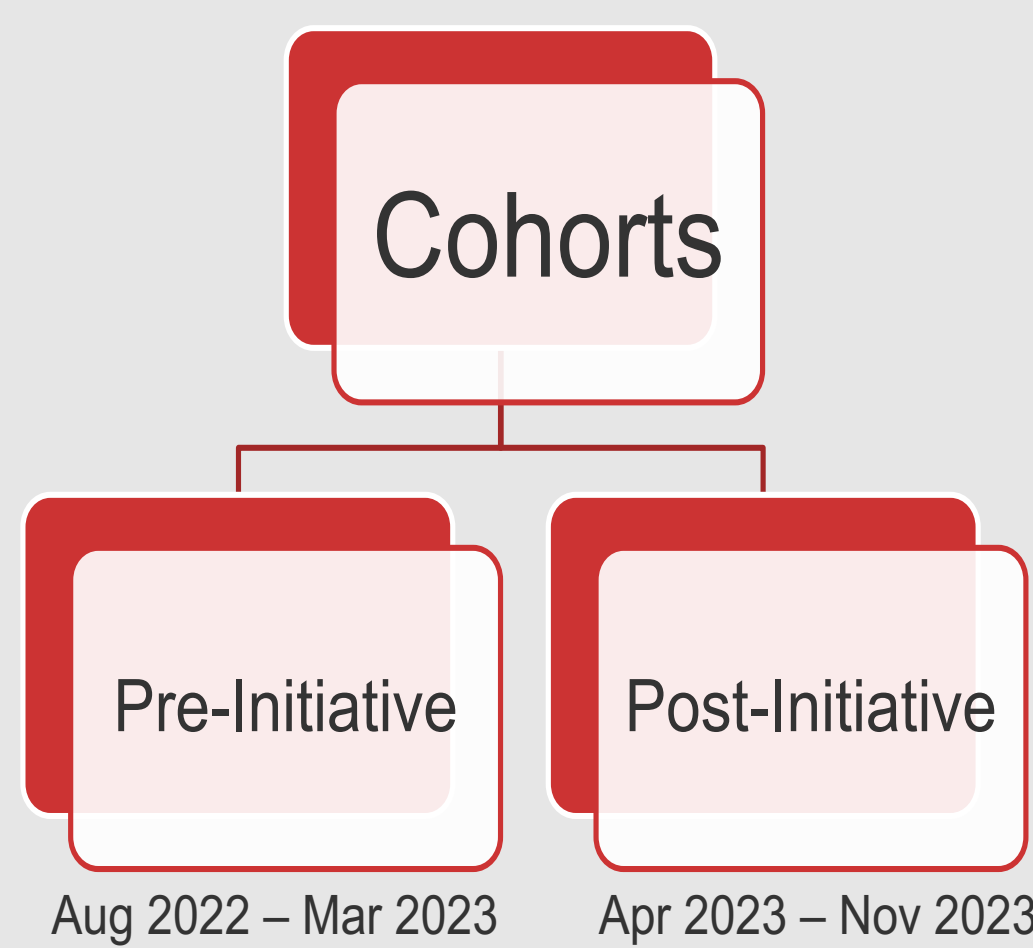 Cohorts
Pre-Initiative
Post-Initiative
Aug 2022 – Mar 2023
Apr 2023 – Nov 2023